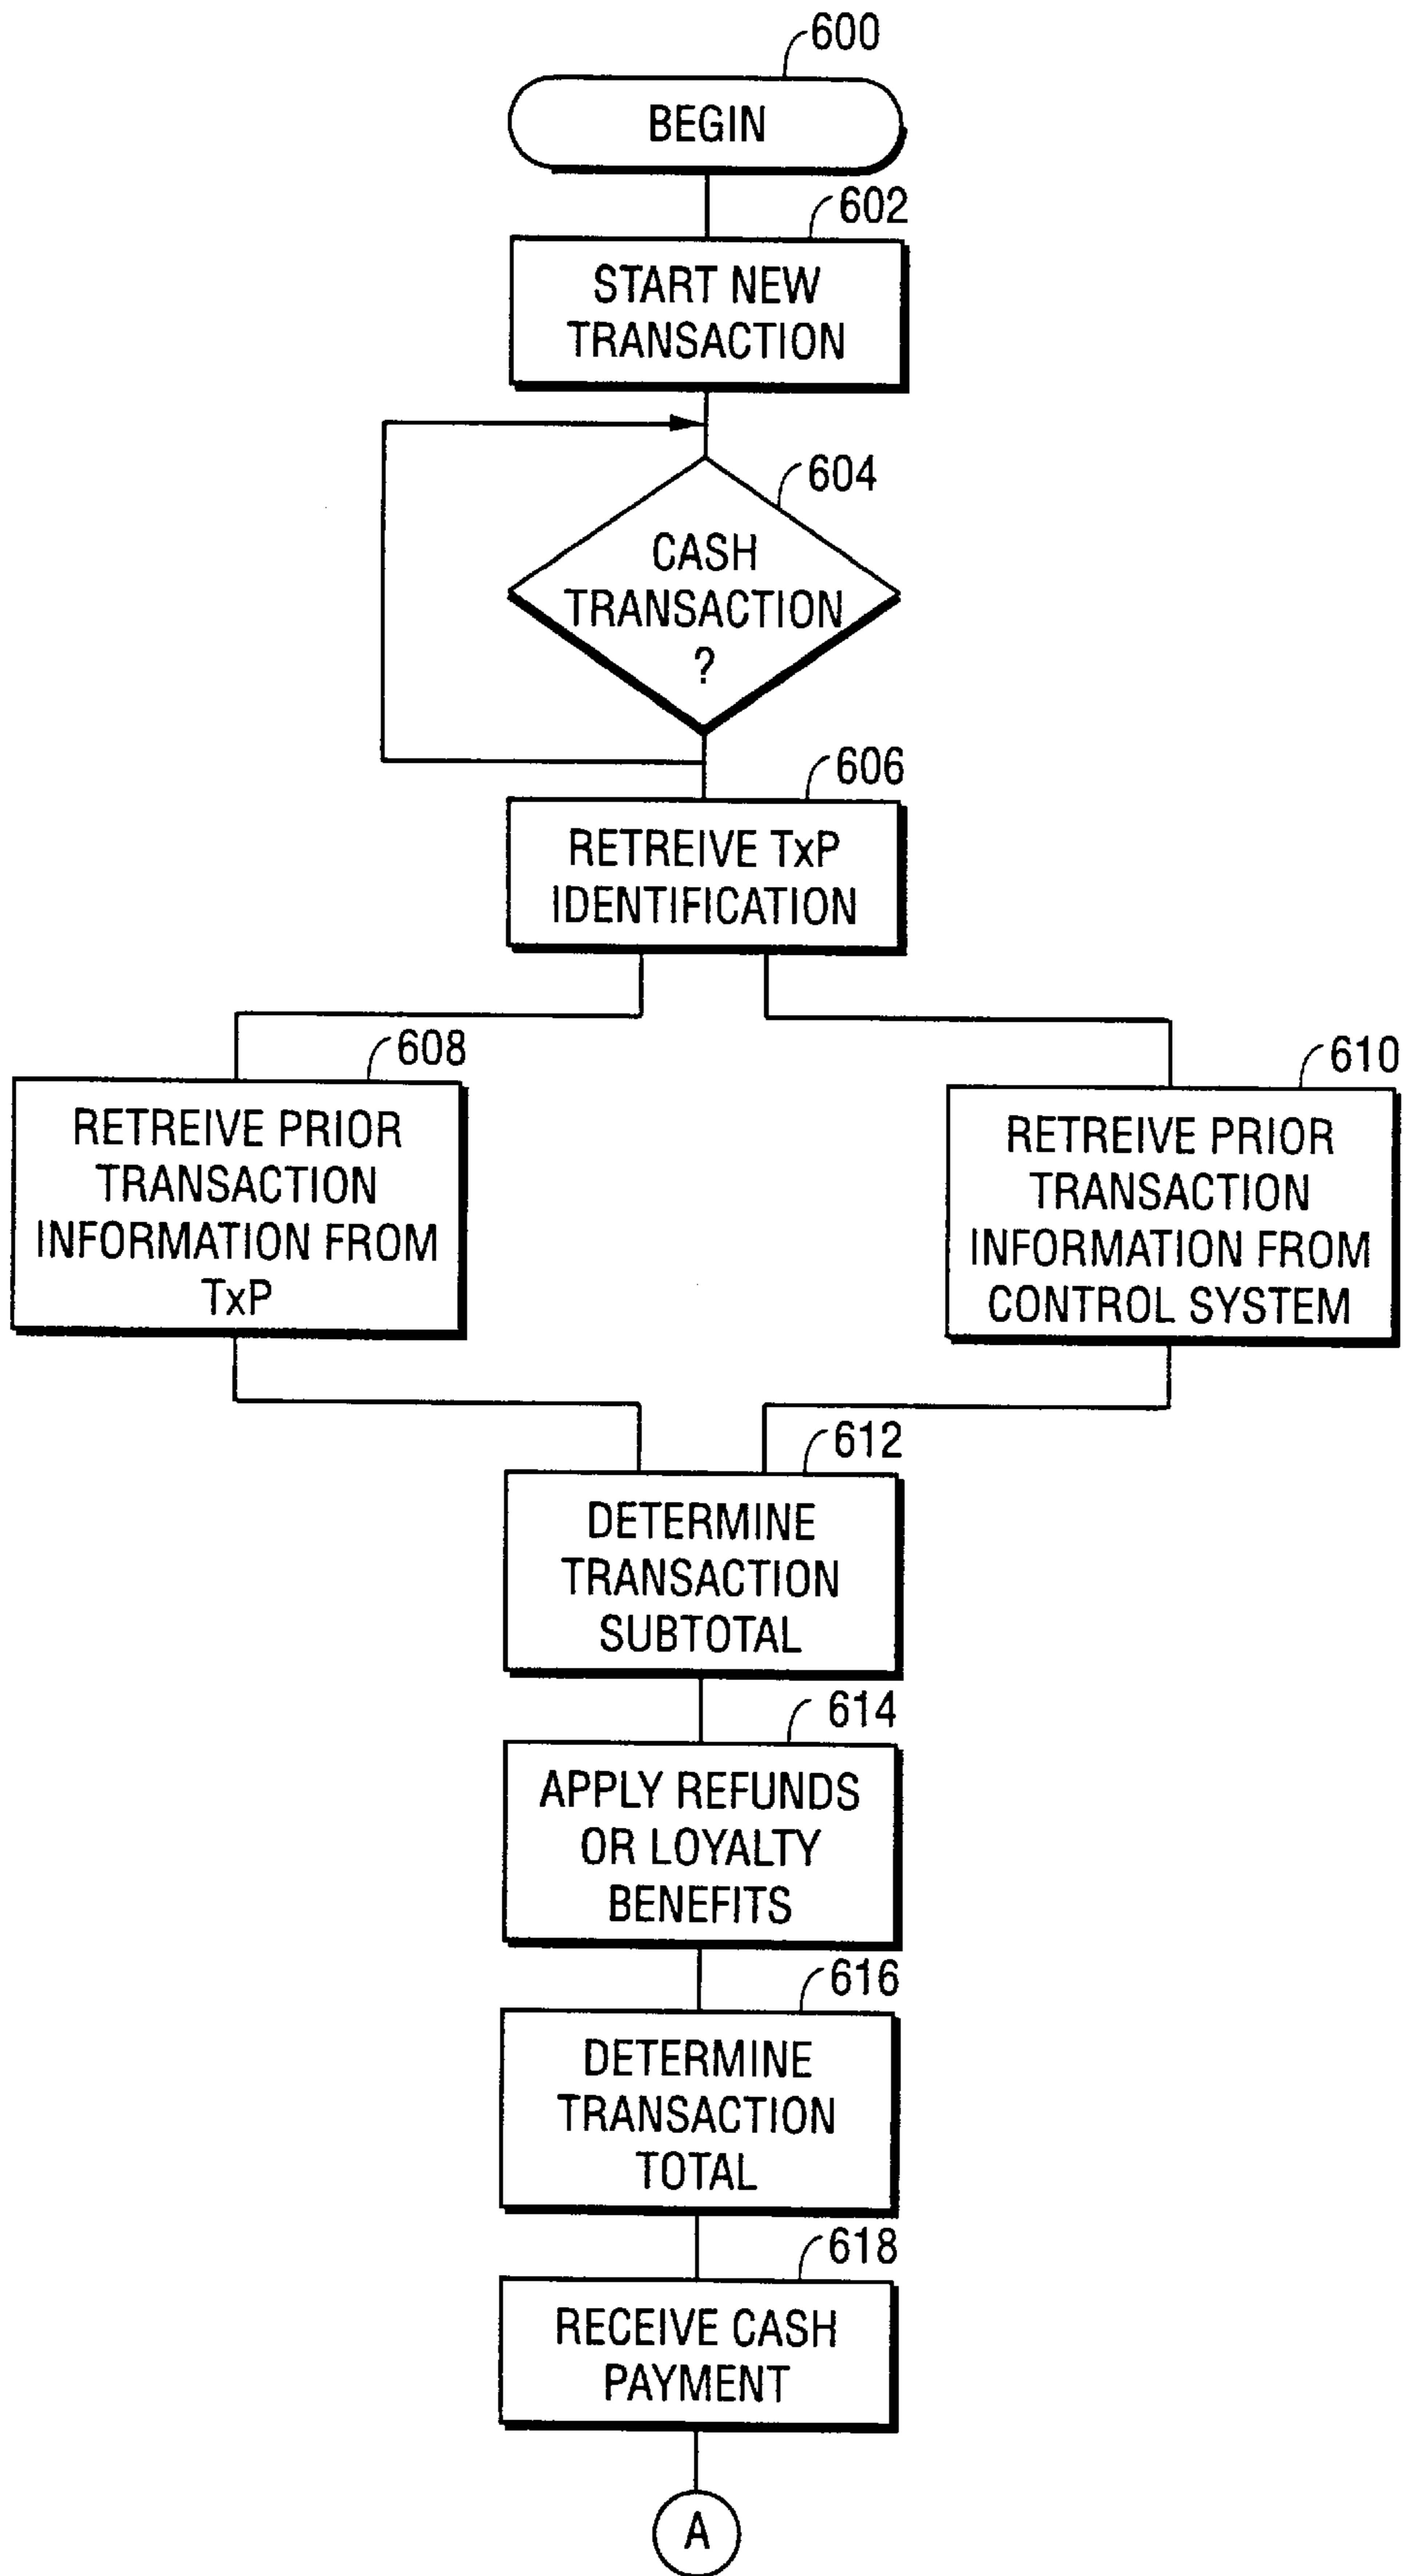 600
BEGIN
602
START NEW
TRANSACTION
604
CASH
TRANSACTION
?
606
RETREIVE TxP
IDENTIFICATION
608
RETREIVE PRIOR
TRANSACTION
INFORMATION FROM
TxP
610
RETREIVE PRIOR
TRANSACTION
INFORMATION FROM
CONTROL SYSTEM
612
DETERMINE
TRANSACTION
SUBTOTAL
614
APPLY REFUNDS
OR LOYALTY
BENEFITS
616
DETERMINE
TRANSACTION
TOTAL
618
RECEIVE CASH
PAYMENT
A